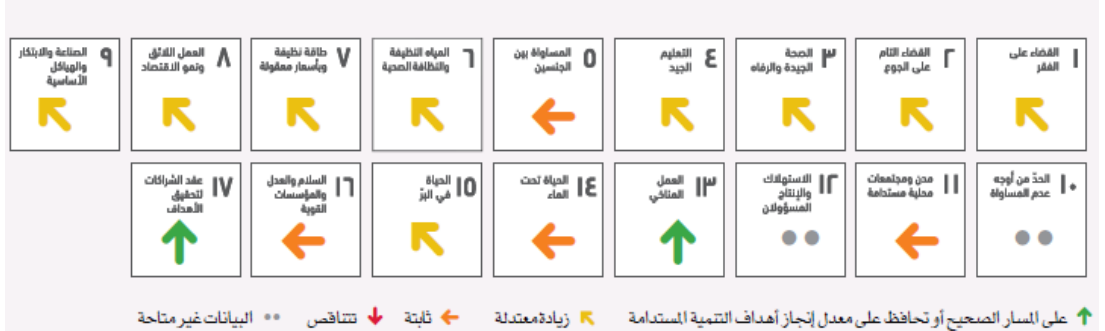 ١ القضاء على
الفقر
٢ القضاء التام
على الجوع
٣ الصحة
الجيدة والرفاه
٤ التعليم
الجيد
٥ المساواة بين
الجنسين
٦ المياه النظيفة
والنظافة الصحية
٧ طاقة نظيفة
وبأسعار معقولة
٨ العمل اللائق
ونمو الاقتصاد
٩ الصناعة والابتكار
والهياكل
الأساسية
١٠ الحدّ من أوجه
عدم المساواة
١١ مدن ومجتمعات
محلية مستدامة
١٢ الاستهلاك
والإنتاج
المسؤولان
١٣ العمل
المناخي
١٤ الحياة تحت
الماء
١٥ الحياة
في البرّ
١٦ السلام والعدل
والمؤسسات
القوية
١٧ عقد الشراكات
لتحقيق
الأهداف
على المسار الصحيح أو تحافظ على معدل إنجاز أهداف التنمية المستدامة زيادة معتدلة ثابتة تتناقص البيانات غير متاحة